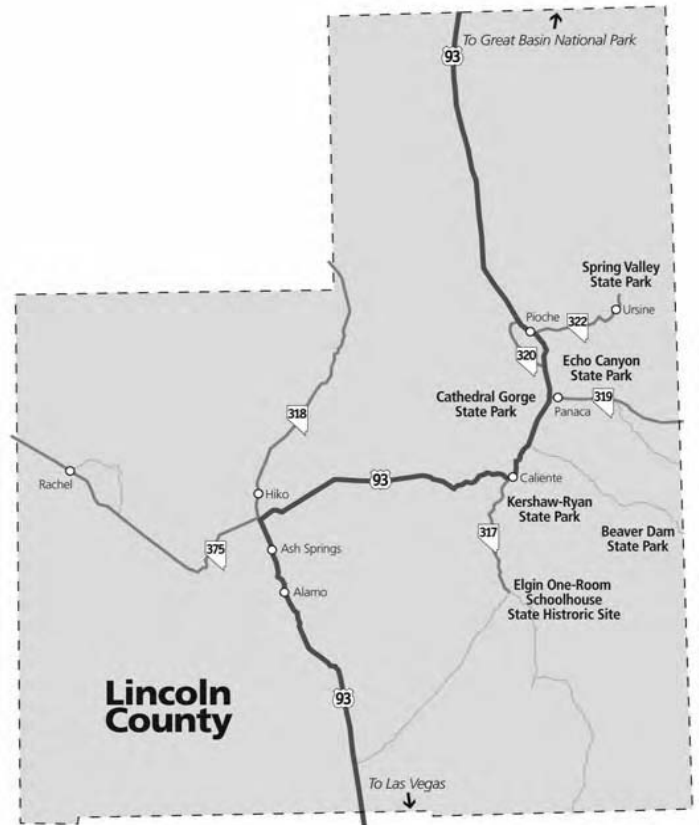 To Great Basin National Park
93
Spring Valley
State Park
Ursine
Pioche
322
320
Echo Canyon
State Park
Cathedral Gorge
State Park
319
Panaca
318
Rachel
93
Caliente
Hiko
Kershaw-Ryan
State Park
317
Beaver Dam
State Park
375
Ash Springs
Elgin One-Room
Schoolhouse
State Histroric Site
Alamo
Lincoln
County
93
To Las Vegas